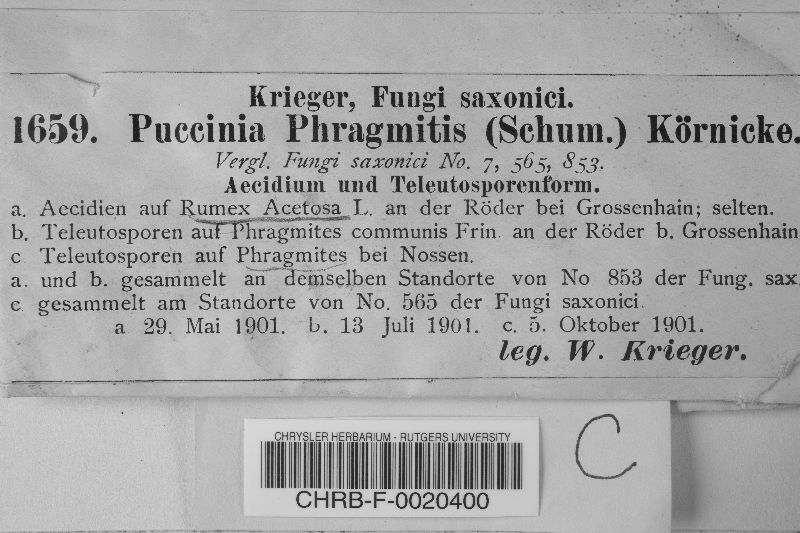 Krieger, Fungi saxonici.
1659. Puccinia Phragmitis (Schum.) Körnicke.
Vergl. Fungi saxonici No. 7, 565, 853.
Aecidium und Teleutosporenform.
a. Aecidien auf Rumex Acetosa L. an der Röder bei Grossenhain; selten.
b. Teleutosporen auf Phragmites communis Frin. an der Röder b. Grossenhain
c Teleutosporen auf Phragmites bei Nossen.
a. und b. gesammelt an demselben Standorte von No 853 der Fung. sax.
c gesammelt am Standorte von No. 565 der Fungi saxonici.
a 29. Mai 1901. b. 13 Juli 1901. c. 5. Oktober 1901.
leg. W. Krieger.
CHRYSLER HERBARIUM - RUTGERS UNIVERSITY
CHRB-F-0020400
C